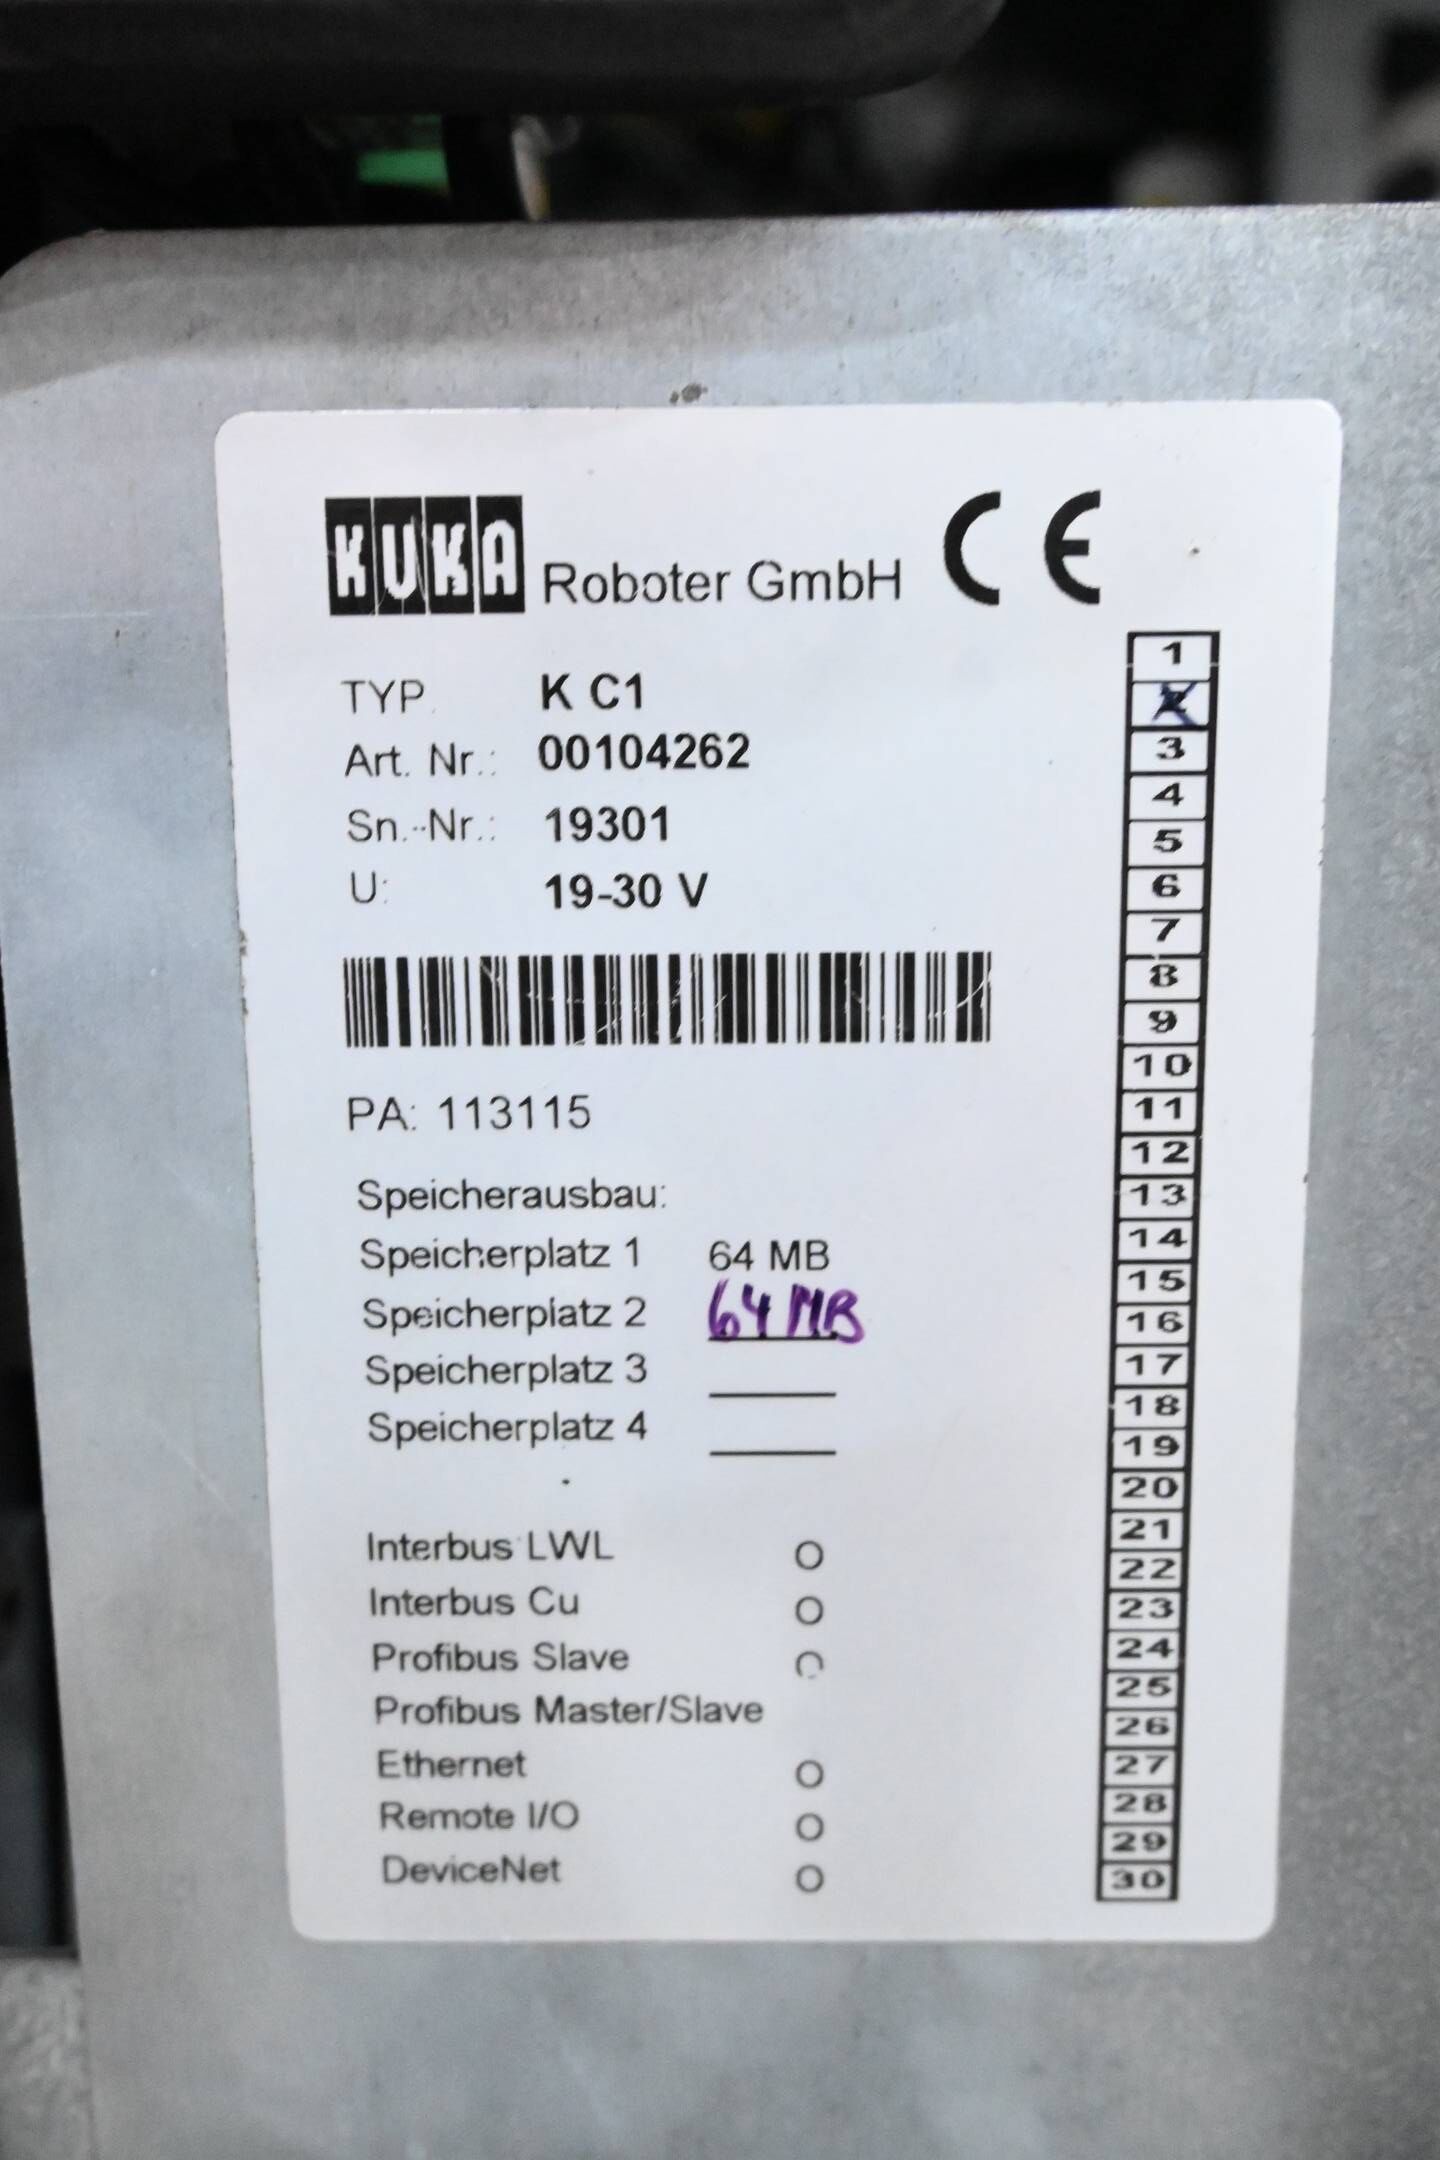 KUKA Roboter GmbH CE
TYP. K C1
Art. Nr.: 00104262
Sn.-Nr.: 19301
U: 19-30 V
PA: 113115
Speicherausbau:
Speicherplatz 1 64 MB
Speicherplatz 2 64 MB
Speicherplatz 3
Speicherplatz 4
Interbus LWL
Interbus Cu
Profibus Slave
Profibus Master/Slave
Ethernet
Remote I/O
DeviceNet
1
2
3
4
5
6
7
8
9
10
11
12
13
14
15
16
17
18
19
20
21
22
23
24
25
26
27
28
29
30